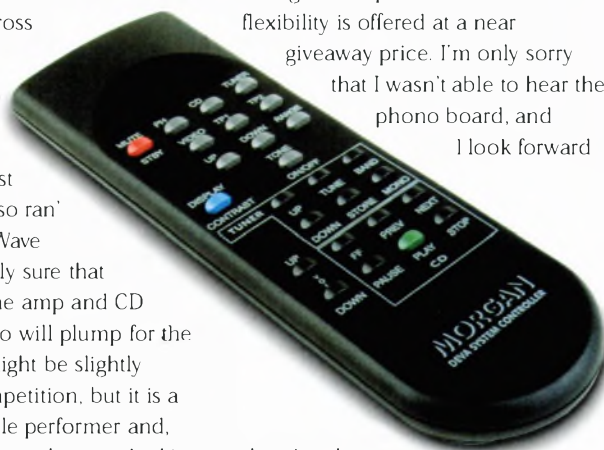 flexibility is offered at a near
ross
giveaway price. I'm only sorry
that I wasn't able to hear the
phono board, and
I look forward
st
so ran'
Wave
ly sure that
he amp and CD
o will plump for the
ight be slightly
petition, but it is a
le performer and,
MUTE PH CD TUNER
STBY VIDEO TP1 TP2
UP DOWN
TONE
ON/OFF
DISPLAY
CONTRAST
TUNER UP TUNE BAND
DOWN STORE MONO
UP FF PREV NEXT
DOWN PAUSE PLAY STOP
CD
MORGAN
DEVA SYSTEM CONTROLLER